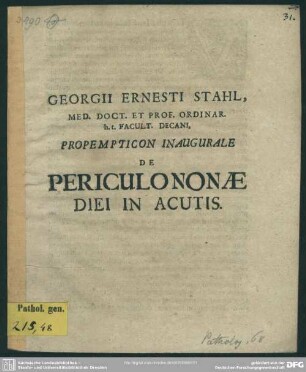 31.
GEORGII ERNESTI STAHL,
MED. DOCT. ET PROF. ORDINAR.
h.t. FACULT. DECANI,
PROPEMPTICON INAUGURALE
DE
PERICULO NONÆ
DIEI IN ACUTIS.
Pathol. gen.
215,48